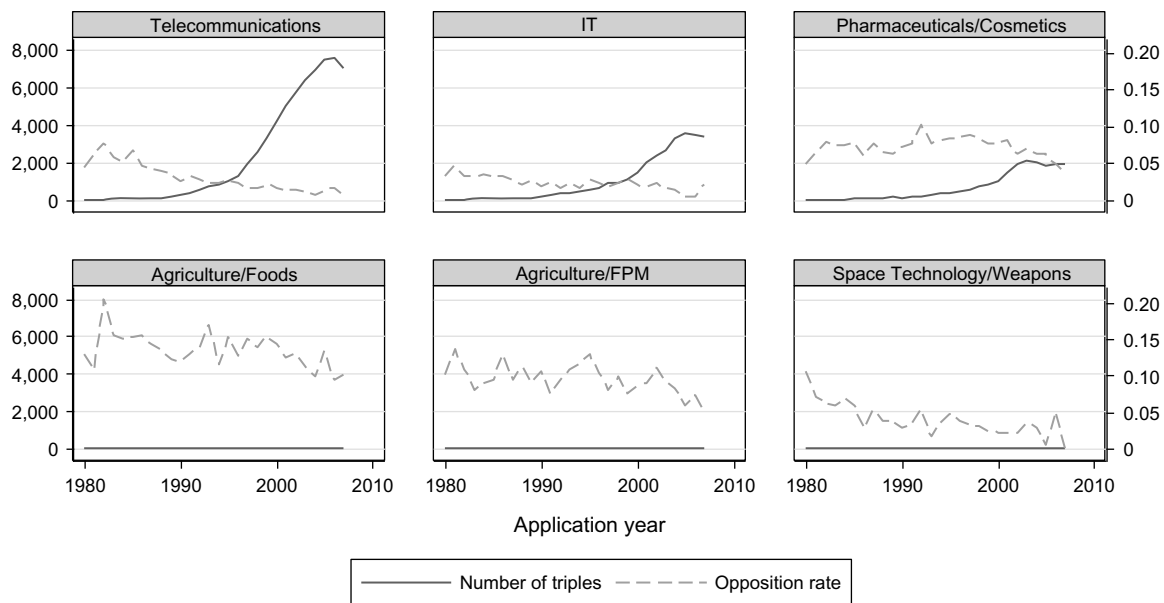 Telecommunications IT Pharmaceuticals/Cosmetics
8,000 0.20
6,000 0.15
4,000 0.10
2,000 0.05
0 0
Agriculture/Foods Agriculture/FPM Space Technology/Weapons
8,000 0.20
6,000 0.15
4,000 0.10
2,000 0.05
0 0
1980 1990 2000 2010 1980 1990 2000 2010 1980 1990 2000 2010
Application year
Number of triples Opposition rate